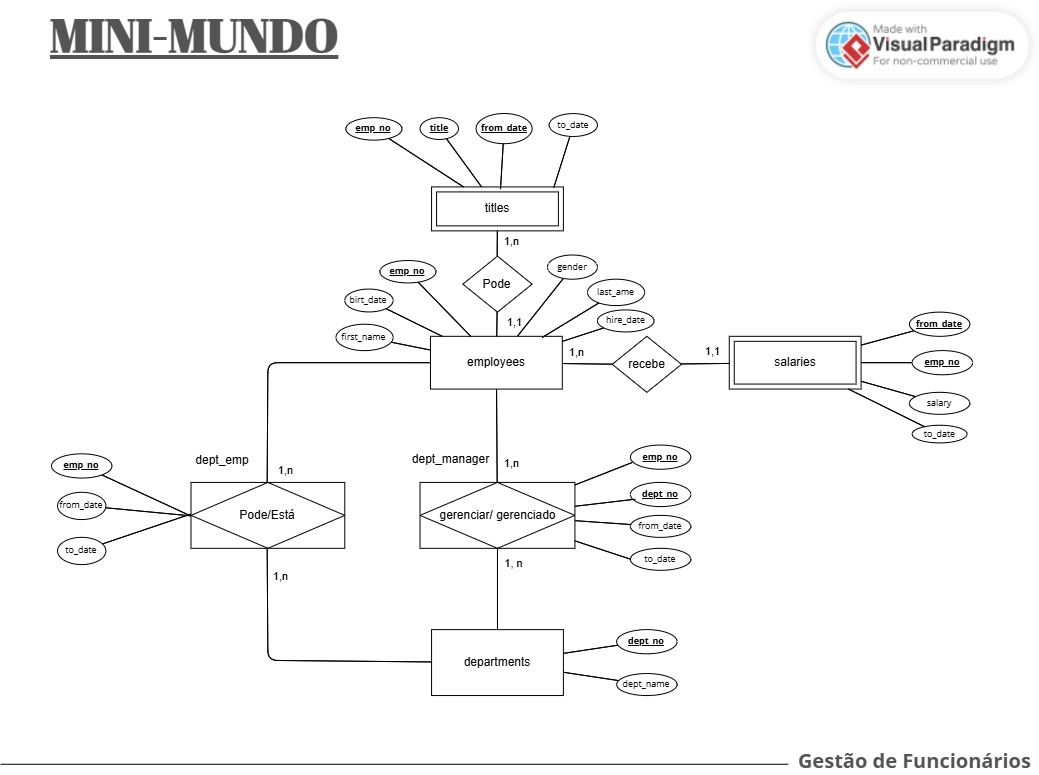 MINI-MUNDO
Made with
Visual Paradigm
For non-commercial use
emp_no
title
from_date
to_date
titles
1,n
Pode
1,1
emp_no
birt_date
first_name
gender
last_ame
hire_date
employees
1,n
recebe
1,1
salaries
from_date
emp_no
salary
to_date
dept_emp
1,n
emp_no
from_date
to_date
Pode/Está
1,n
dept_manager
1,n
gerenciar/ gerenciado
emp_no
dept_no
from_date
to_date
1, n
departments
dept_no
dept_name
Gestão de Funcionários